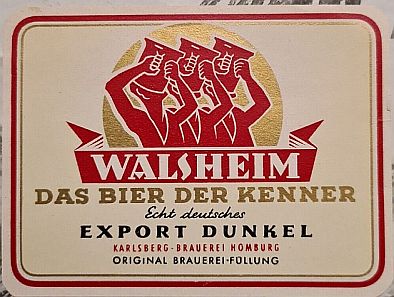 WALSHEIM
DAS BIER DER KENNER
Echt deutsches
EXPORT DUNKEL
KARLSBERG-BRAUEREI HOMBURG
ORIGINAL BRAUEREI-FÜLLUNG